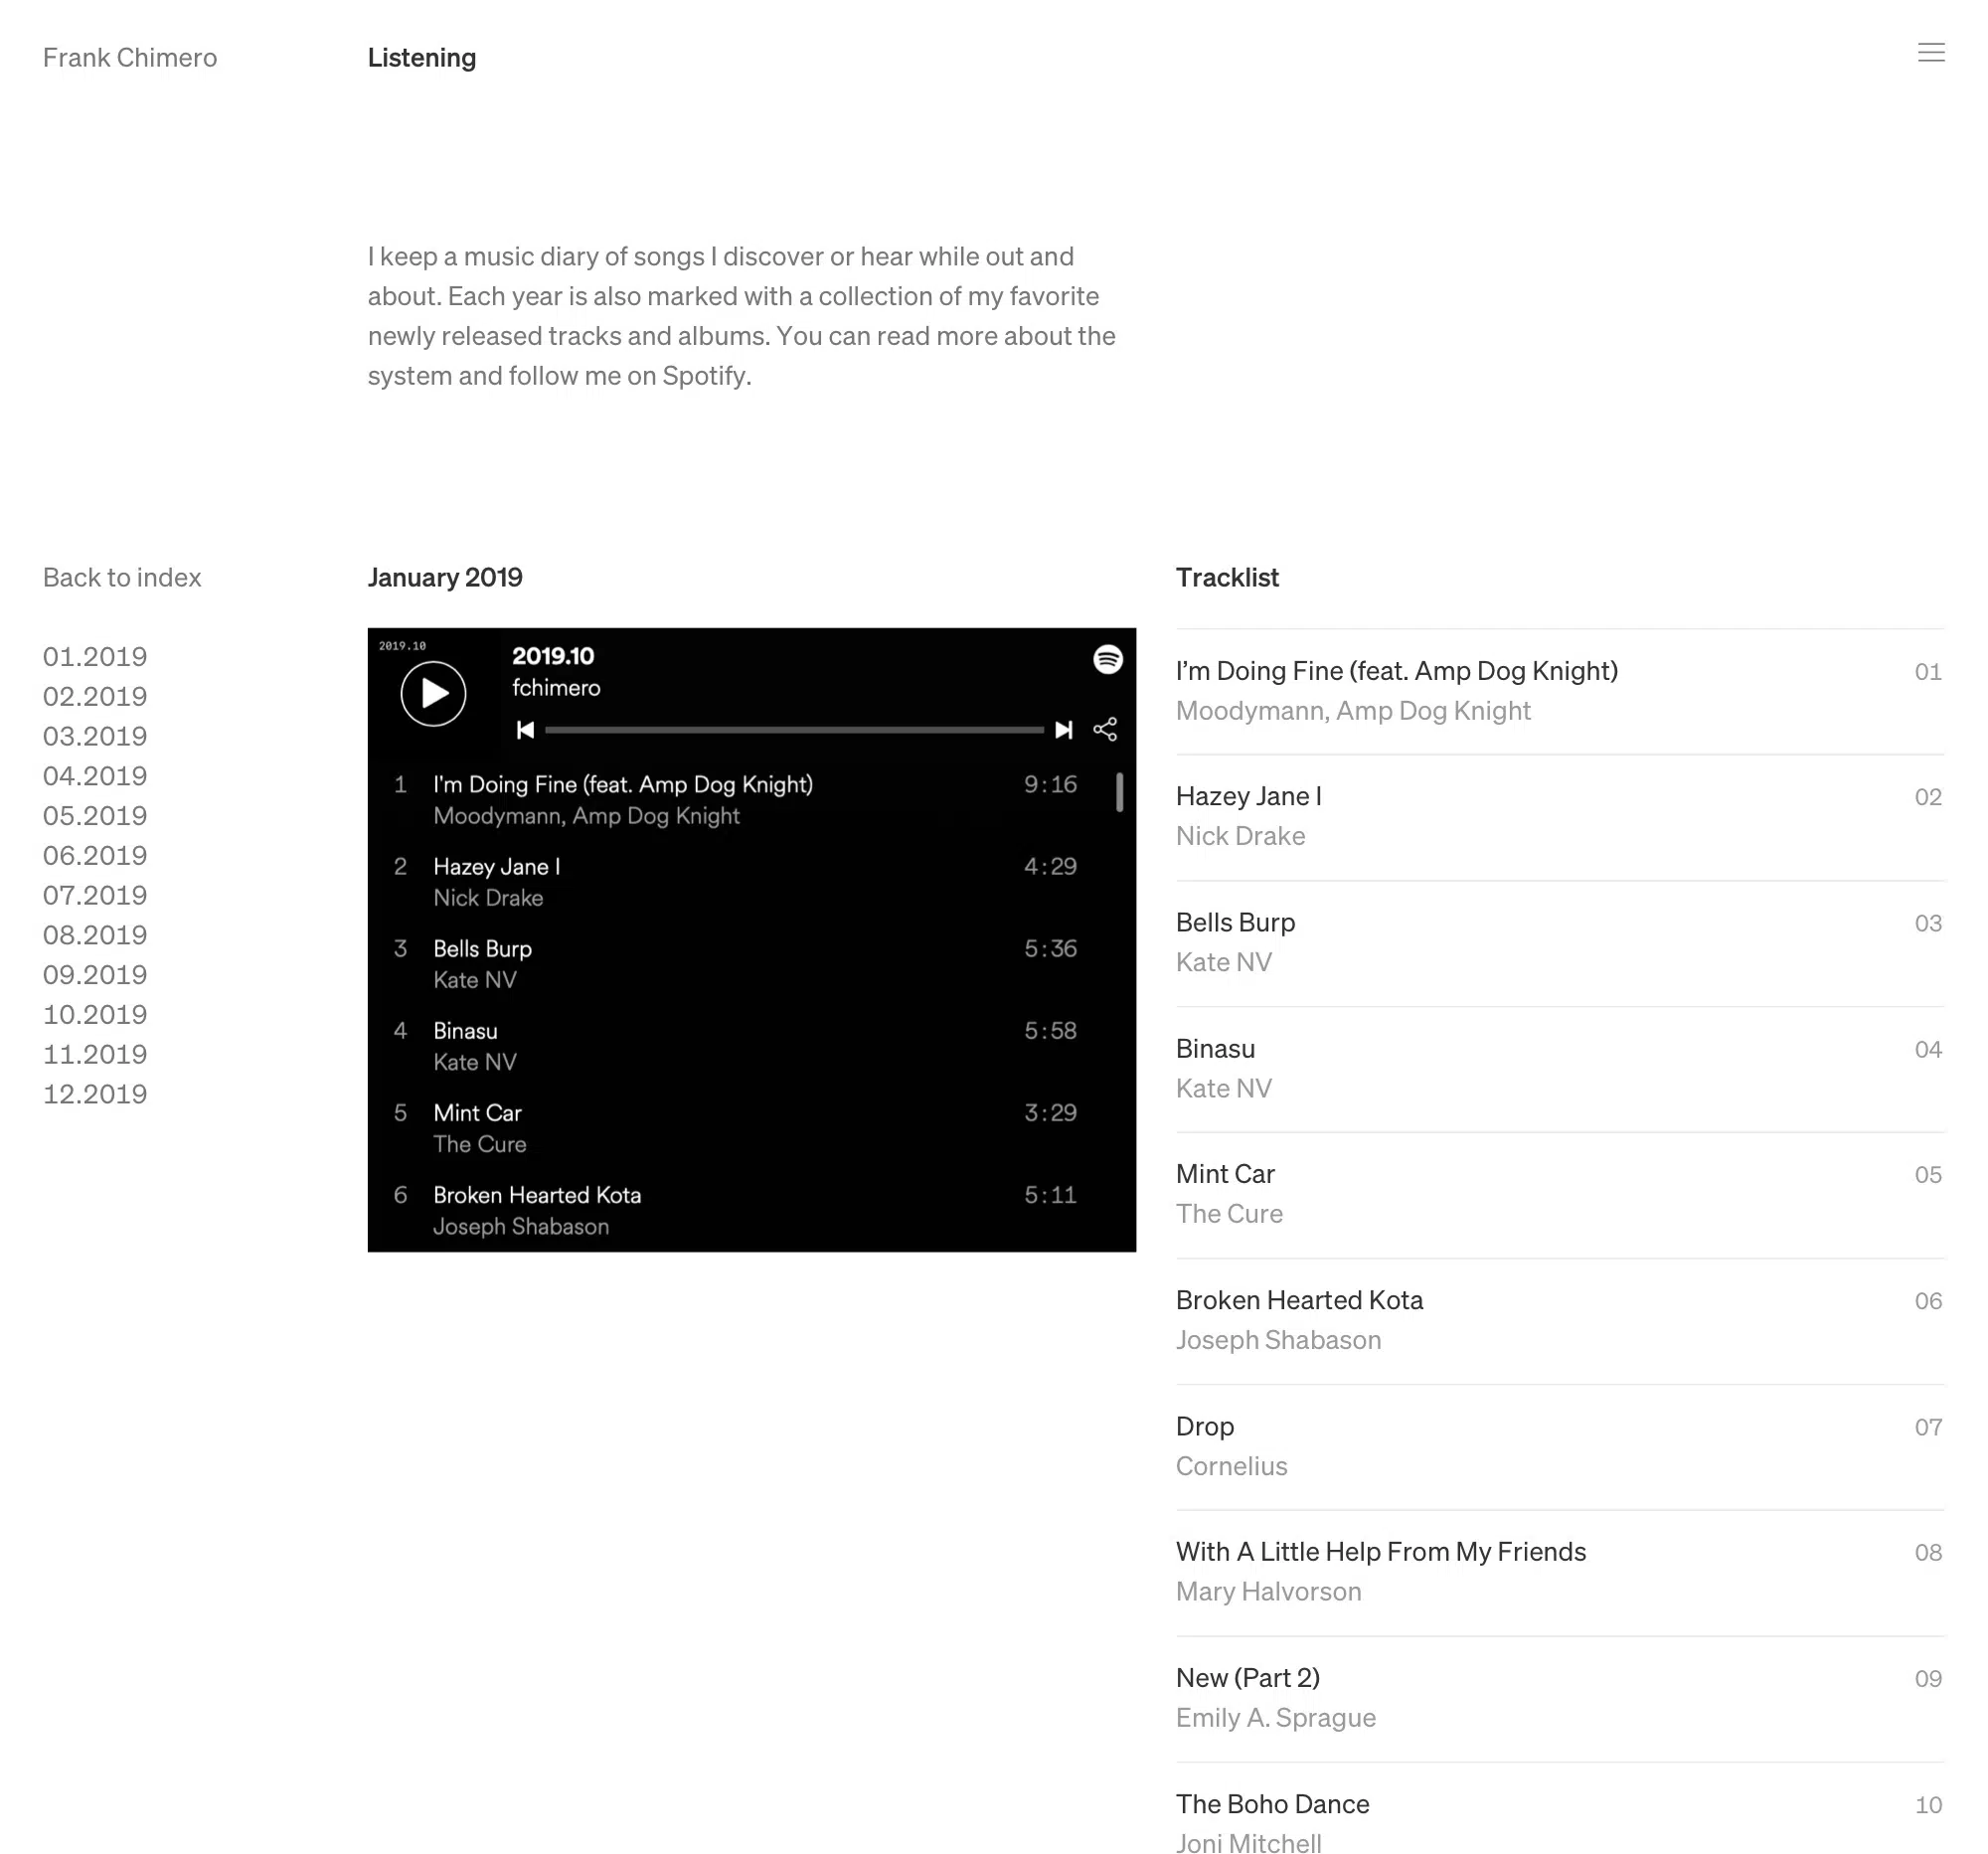 Frank Chimero
Listening
I keep a music diary of songs I discover or hear while out and
about. Each year is also marked with a collection of my favorite
newly released tracks and albums. You can read more about the
system and follow me on Spotify.
Back to index
01.2019
02.2019
03.2019
04.2019
05.2019
06.2019
07.2019
08.2019
09.2019
10.2019
11.2019
12.2019
January 2019
2019.10
2019.10
fchimero
1 I'm Doing Fine (feat. Amp Dog Knight) 9:16
Moodymann, Amp Dog Knight
2 Hazey Jane I 4:29
Nick Drake
3 Bells Burp 5:36
Kate NV
4 Binasu 5:58
Kate NV
5 Mint Car 3:29
The Cure
6 Broken Hearted Kota 5:11
Joseph Shabason
Tracklist
I’m Doing Fine (feat. Amp Dog Knight) 01
Moodymann, Amp Dog Knight
Hazey Jane I 02
Nick Drake
Bells Burp 03
Kate NV
Binasu 04
Kate NV
Mint Car 05
The Cure
Broken Hearted Kota 06
Joseph Shabason
Drop 07
Cornelius
With A Little Help From My Friends 08
Mary Halvorson
New (Part 2) 09
Emily A. Sprague
The Boho Dance 10
Joni Mitchell